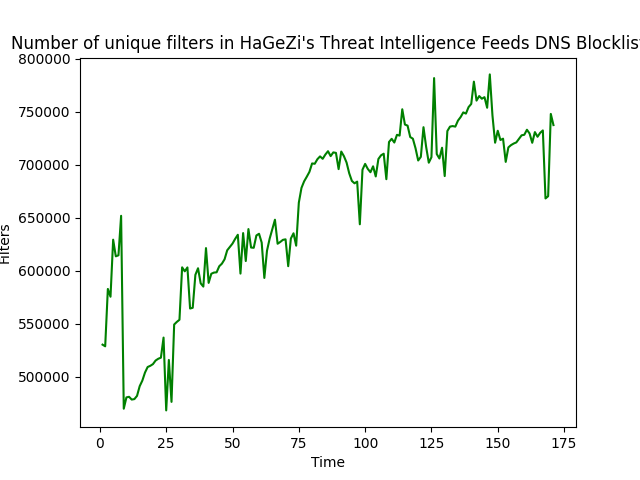 Number of unique filters in HaGeZi's Threat Intelligence Feeds DNS Blocklis
800000
750000
700000
650000
600000
550000
500000
Filters
0 25 50 75 100 125 150 175
Time